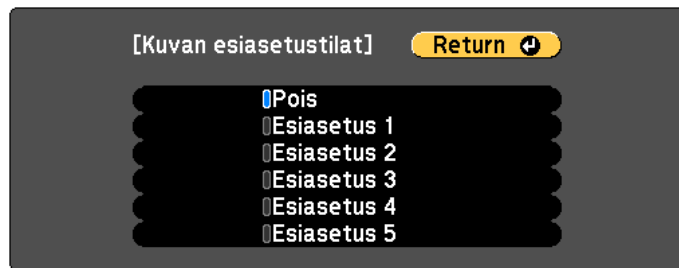 [Kuvan esiasetustilat] Return
Pois
Esiasetus 1
Esiasetus 2
Esiasetus 3
Esiasetus 4
Esiasetus 5